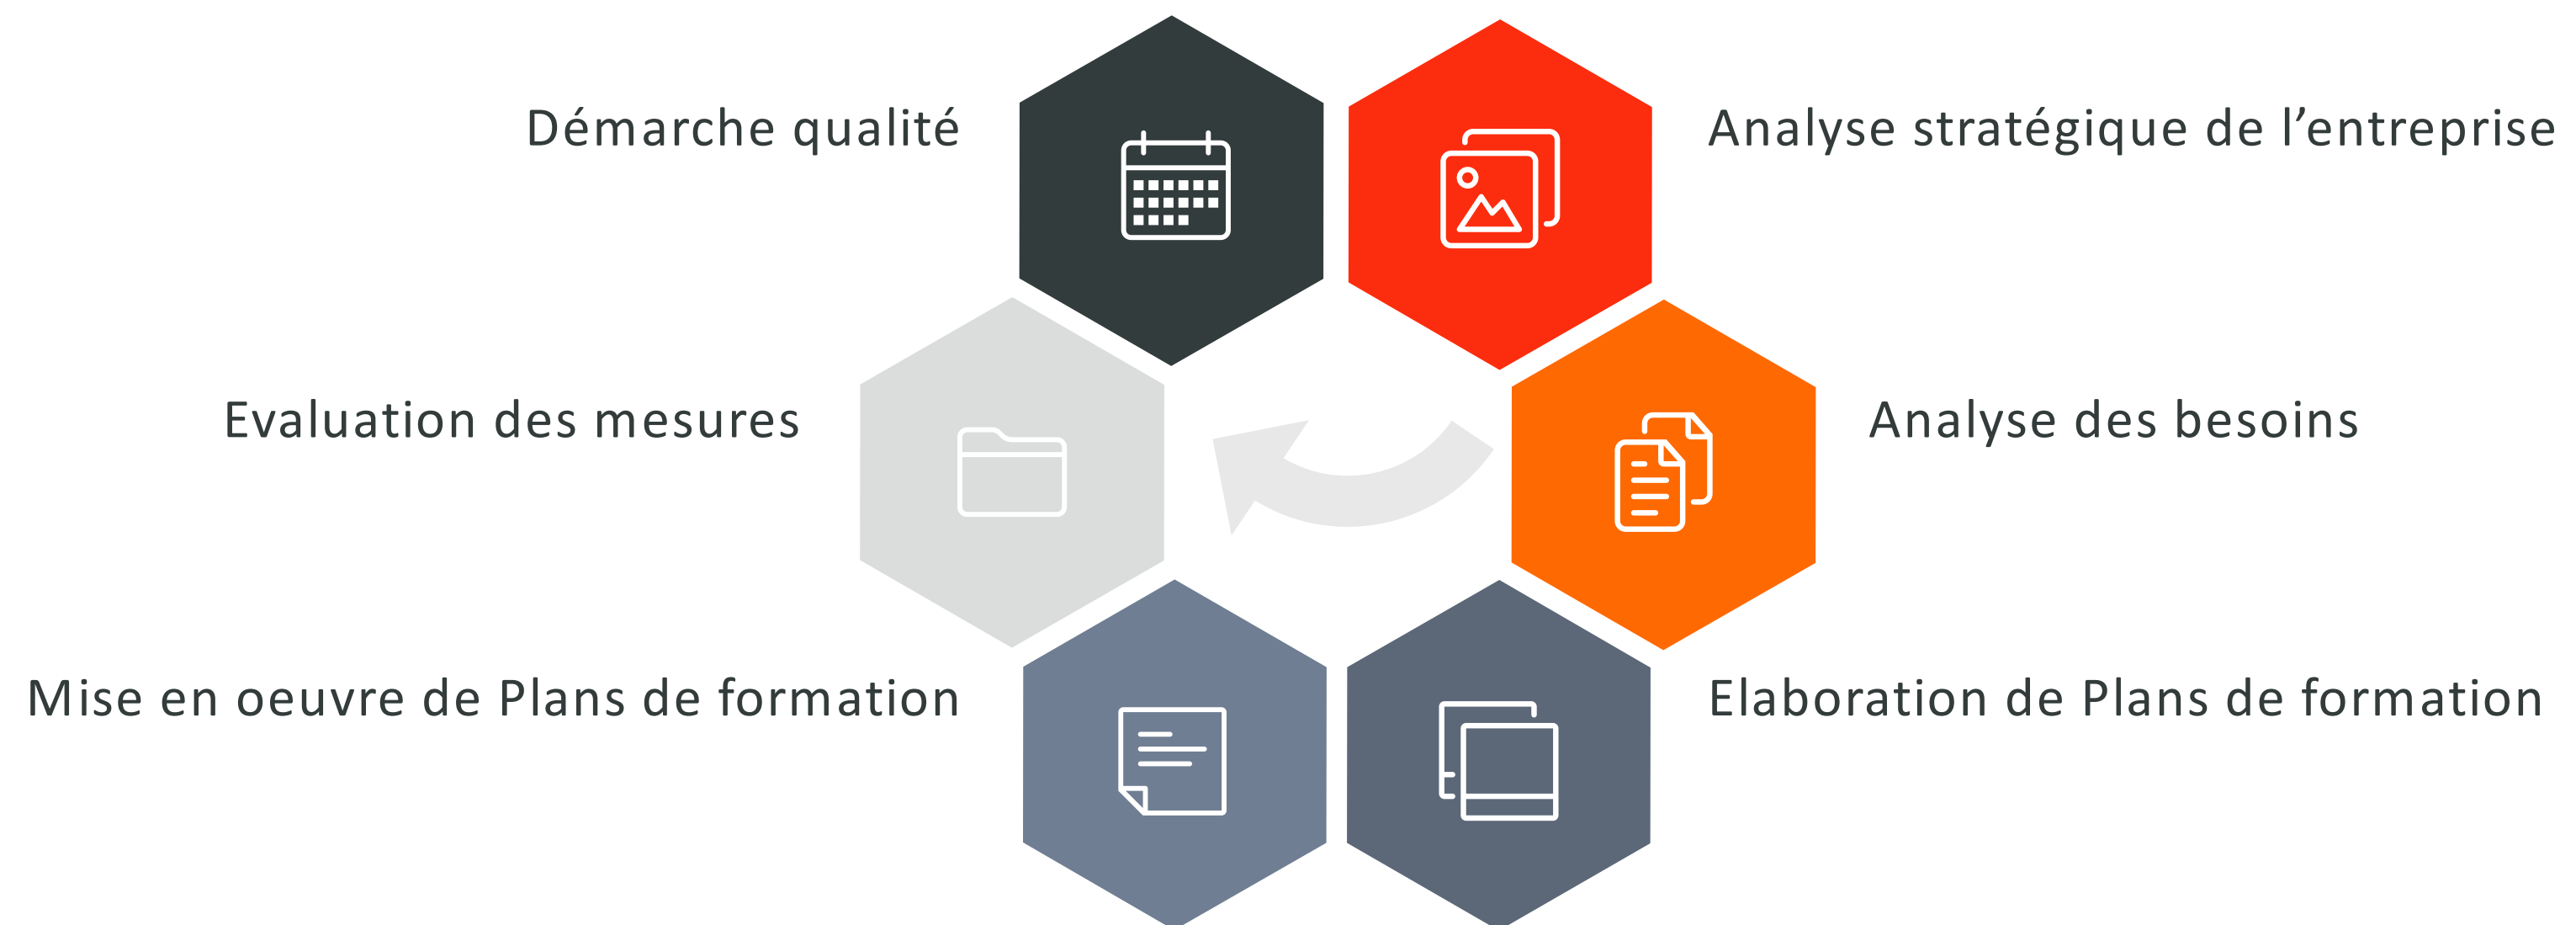 Démarche qualité
Analyse stratégique de l’entreprise
Evaluation des mesures
Analyse des besoins
Mise en oeuvre de Plans de formation
Elaboration de Plans de formation